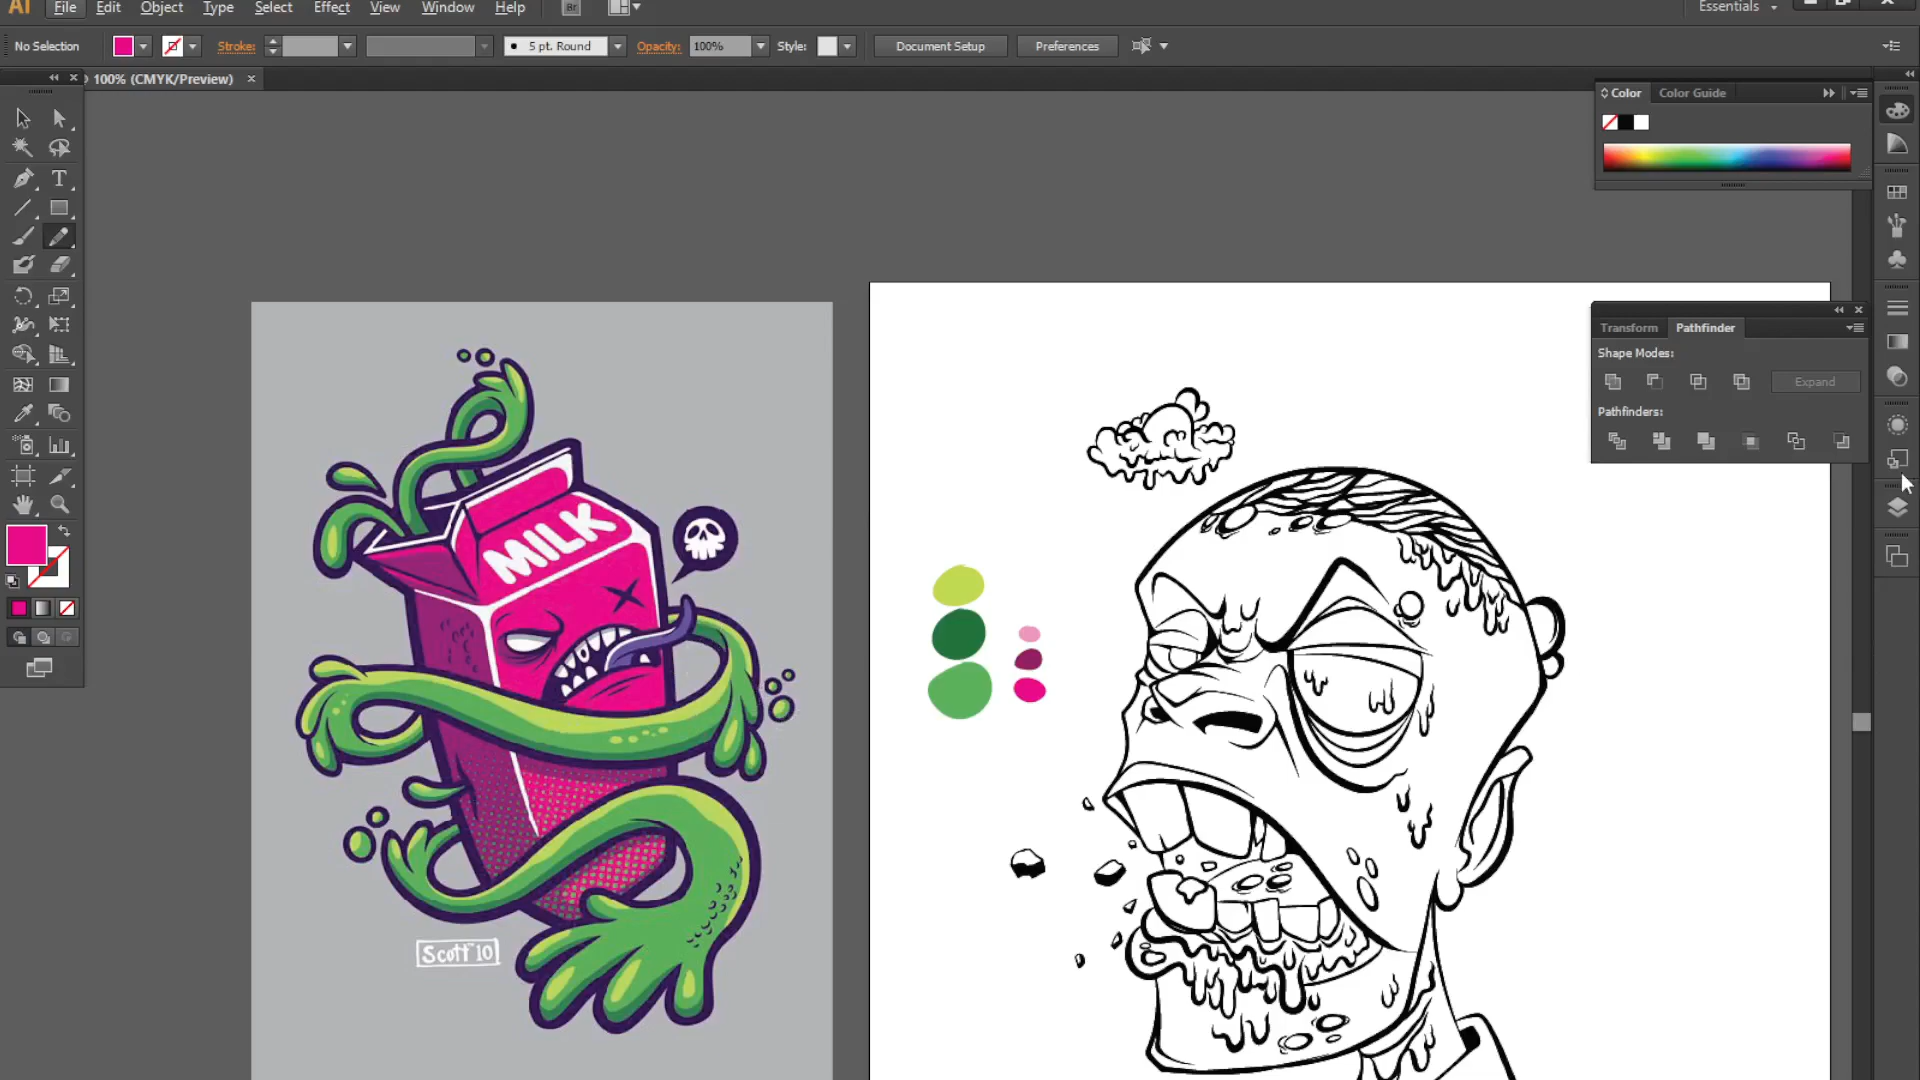 Ai File Edit Object Type Select Effect View Window Help Br Essentials
No Selection Stroke: 5 pt. Round Opacity: 100% Style: Document Setup Preferences
100% (CMYK/Preview)
Color Color Guide
Transform Pathfinder
Shape Modes:
Expand
Pathfinders:
MILK
Scott 10